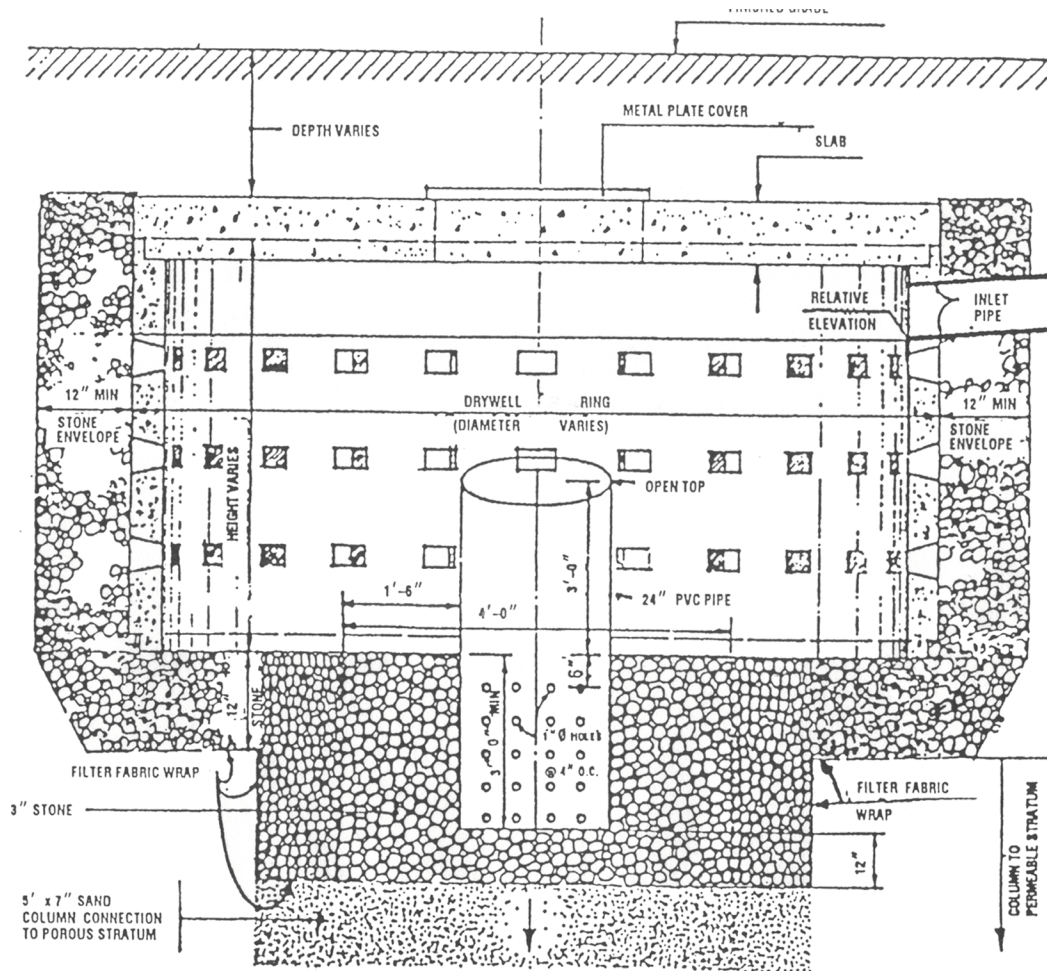 FINISHED GRADE
METAL PLATE COVER
DEPTH VARIES
SLAB
RELATIVE
ELEVATION
INLET
PIPE
12" MIN
STONE
ENVELOPE
DRYWELL RING
(DIAMETER VARIES)
12" MIN
STONE
ENVELOPE
HEIGHT VARIES
OPEN TOP
3'-0"
1'-6"
24" PVC PIPE
4'-0"
6"
12"
STONE
3'-0" MIN
1" Ø HOLES
@ 4" O.C.
FILTER FABRIC WRAP
FILTER FABRIC
WRAP
3" STONE
12"
COLUMN TO
PERMEABLE STRATUM
5' x 7" SAND
COLUMN CONNECTION
TO POROUS STRATUM